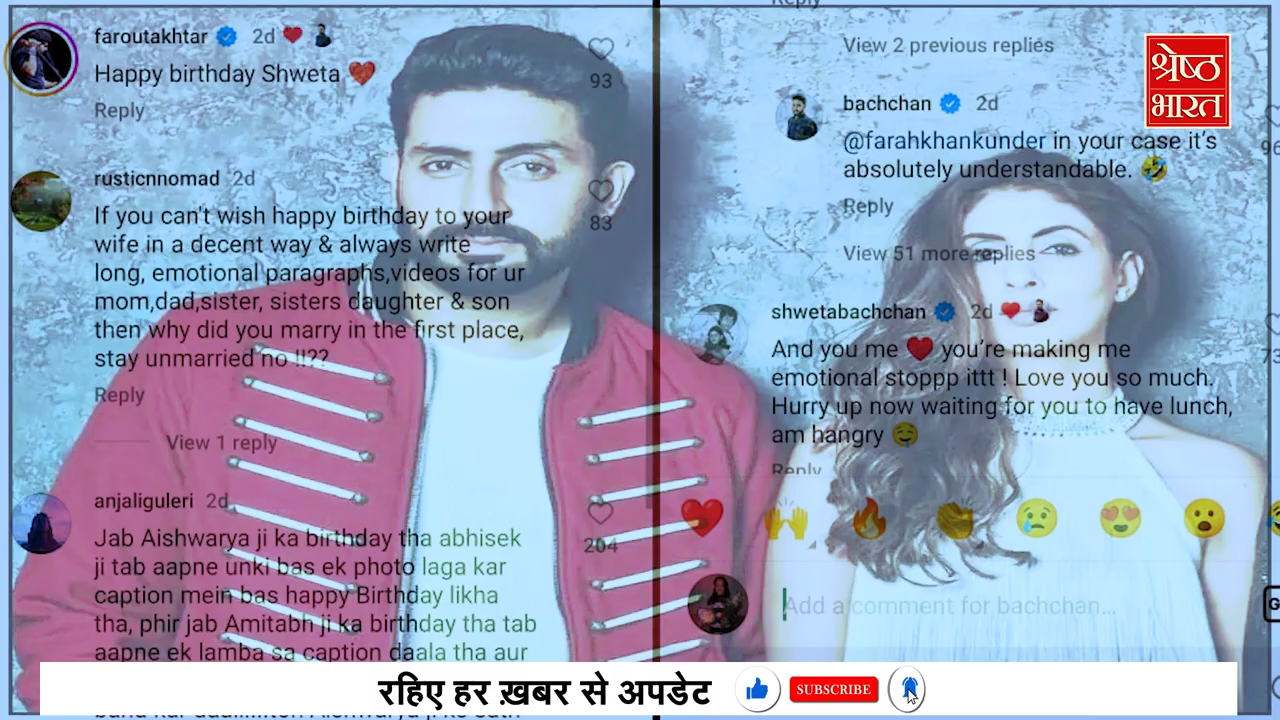 faroutakhtar 2d
Happy birthday Shweta ❤️
93
Reply
rusticnnomad 2d
If you can't wish happy birthday to your
wife in a decent way & always write
long, emotional paragraphs,videos for ur
mom,dad,sister, sisters daughter & son
then why did you marry in the first place,
stay unmarried no !!??
83
Reply
View 1 reply
anjaliguleri 2d
Jab Aishwarya ji ka birthday tha abhisek
ji tab aapne unki bas ek photo laga kar
caption mein bas happy Birthday likha
tha, phir jab Amitabh ji ka birthday tha tab
aapne ek lamba sa caption daala tha aur
204
Reply
View 2 previous replies
bachchan 2d
@farahkhankunder in your case it's
absolutely understandable. 🤣
Reply
View 51 more replies
shwetabachchan 2d
And you me ❤️ you're making me
emotional stoppp ittt ! Love you so much.
Hurry up now waiting for you to have lunch,
am hangry 🤤
Reply
❤️ 🙌 🔥 👏 😢 😍 😮
Add a comment for bachchan...
श्रेष्ठ
भारत
रहिए हर ख़बर से अपडेट
SUBSCRIBE